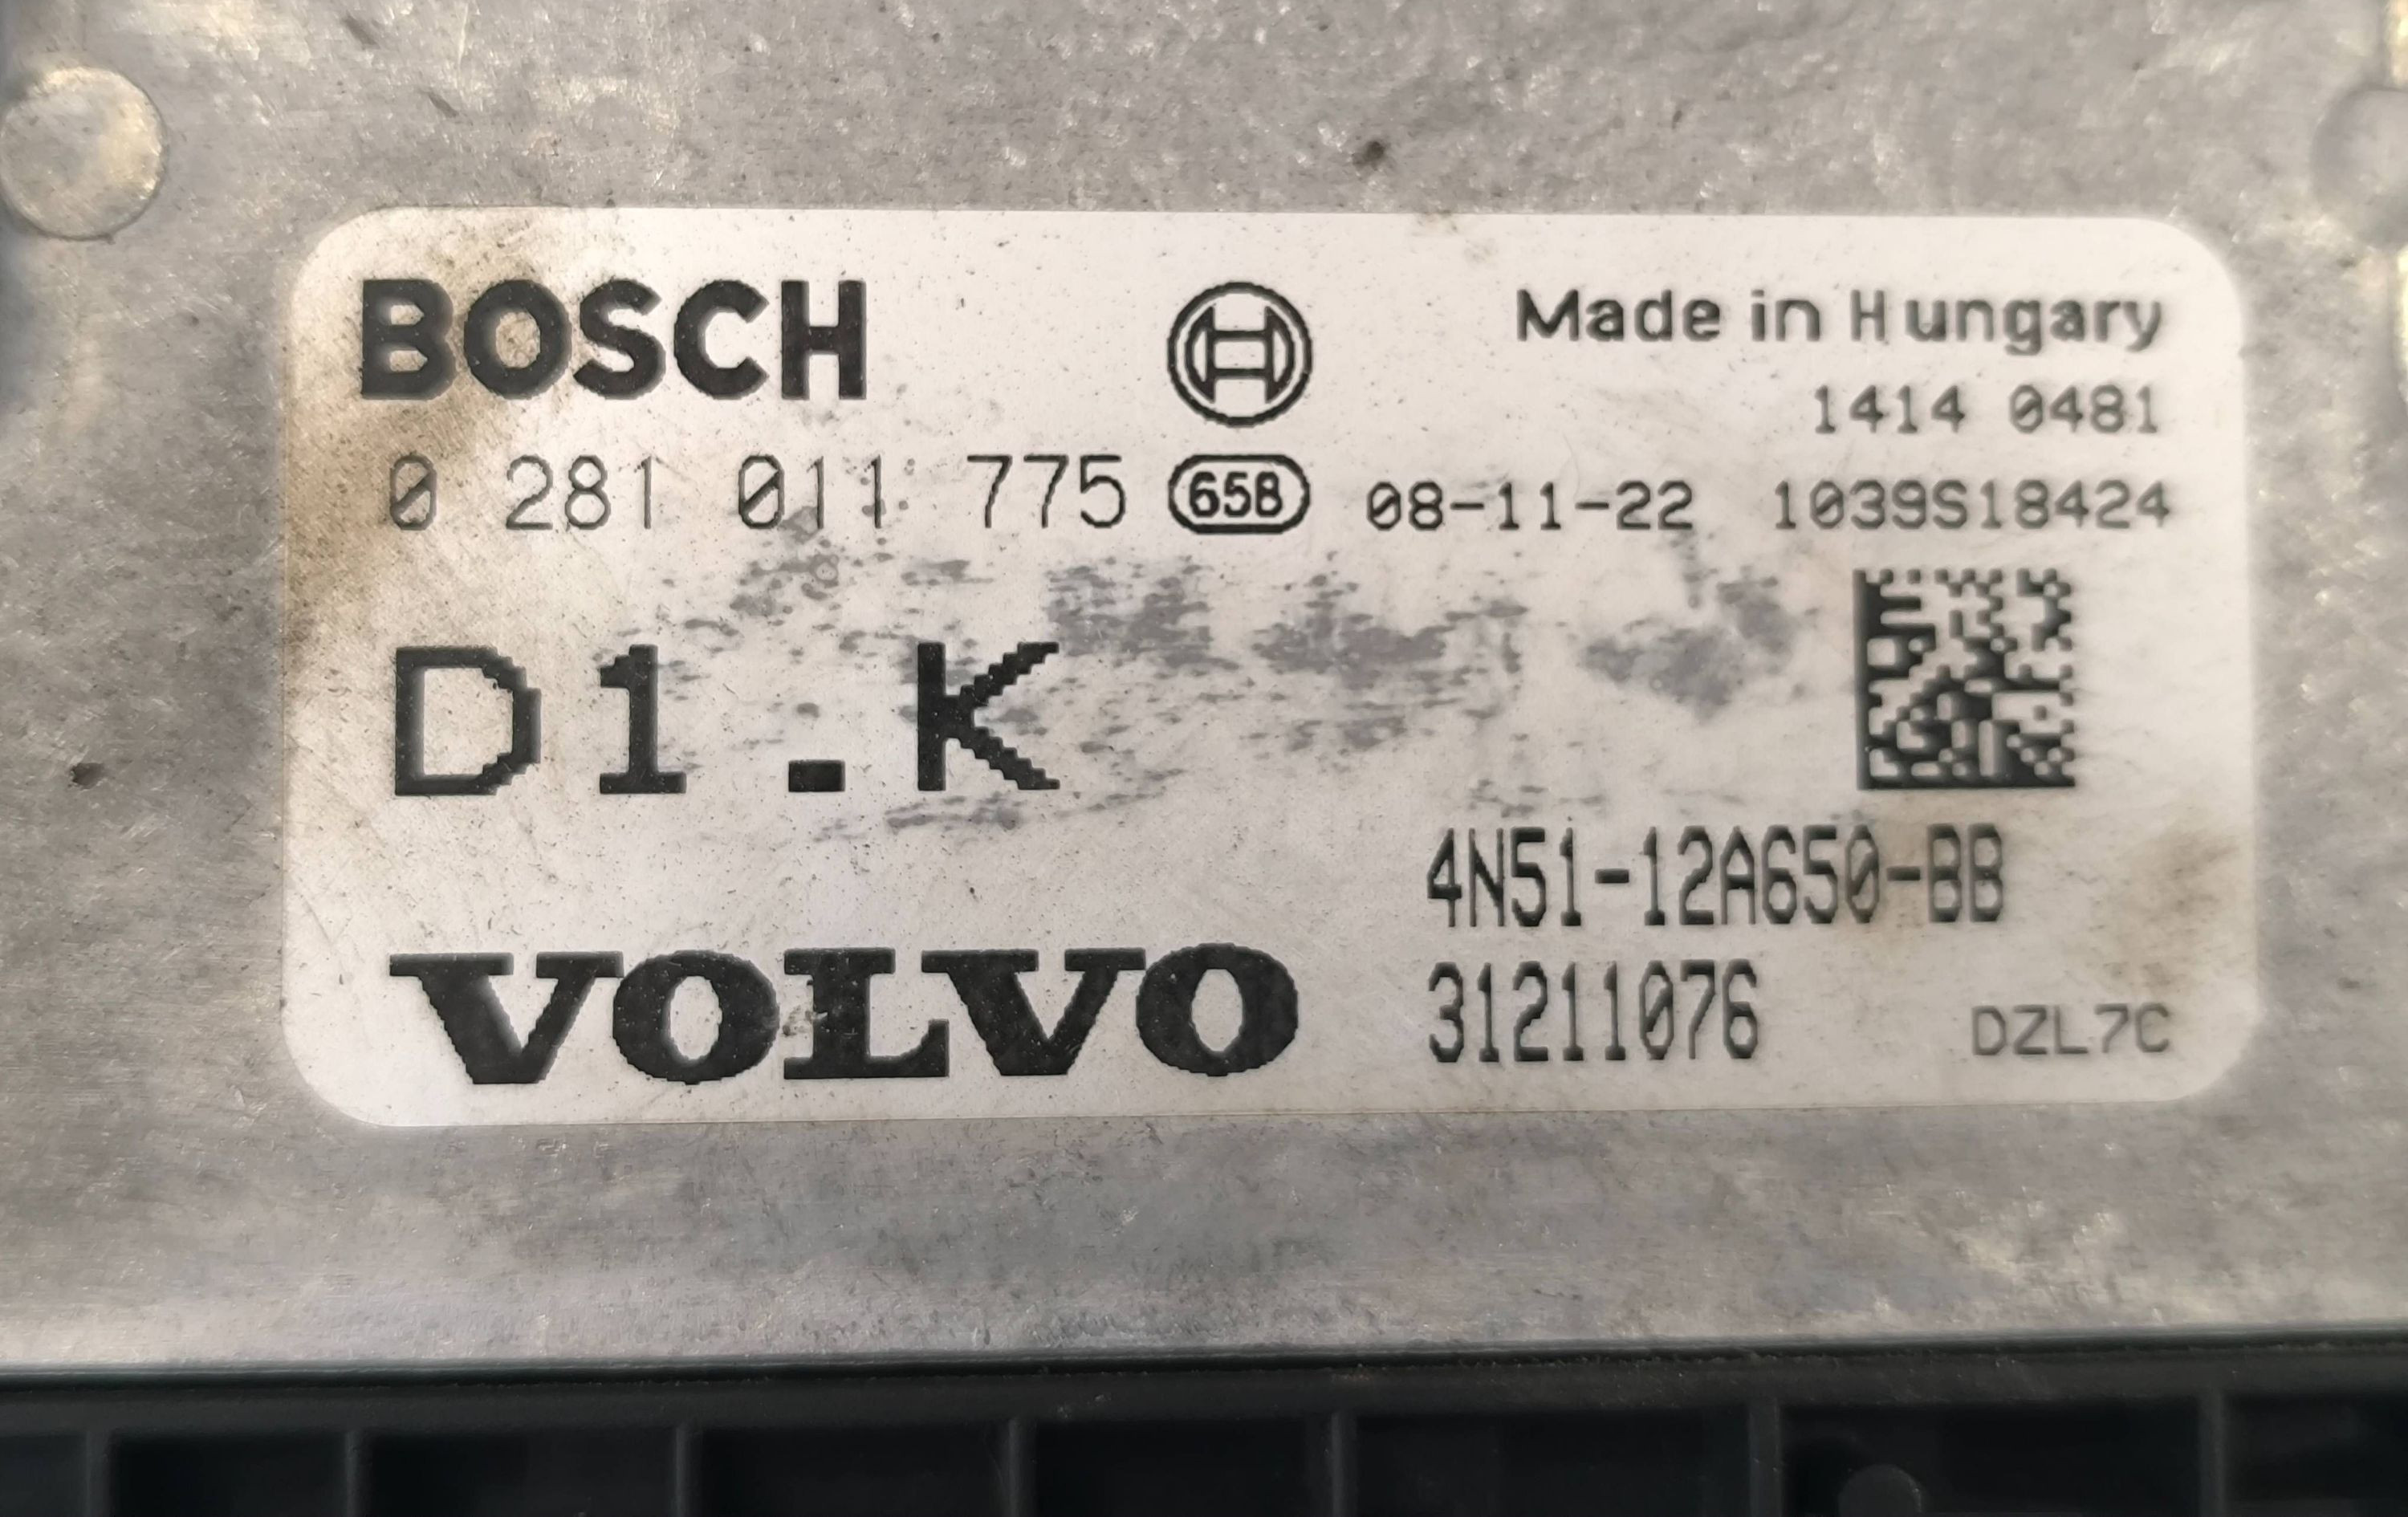 BOSCH
Made in Hungary
1414 0481
0 281 011 775 658 08-11-22 1039S18424
D1.K
4N51-12A650-BB
VOLVO
31211076
DZL7C